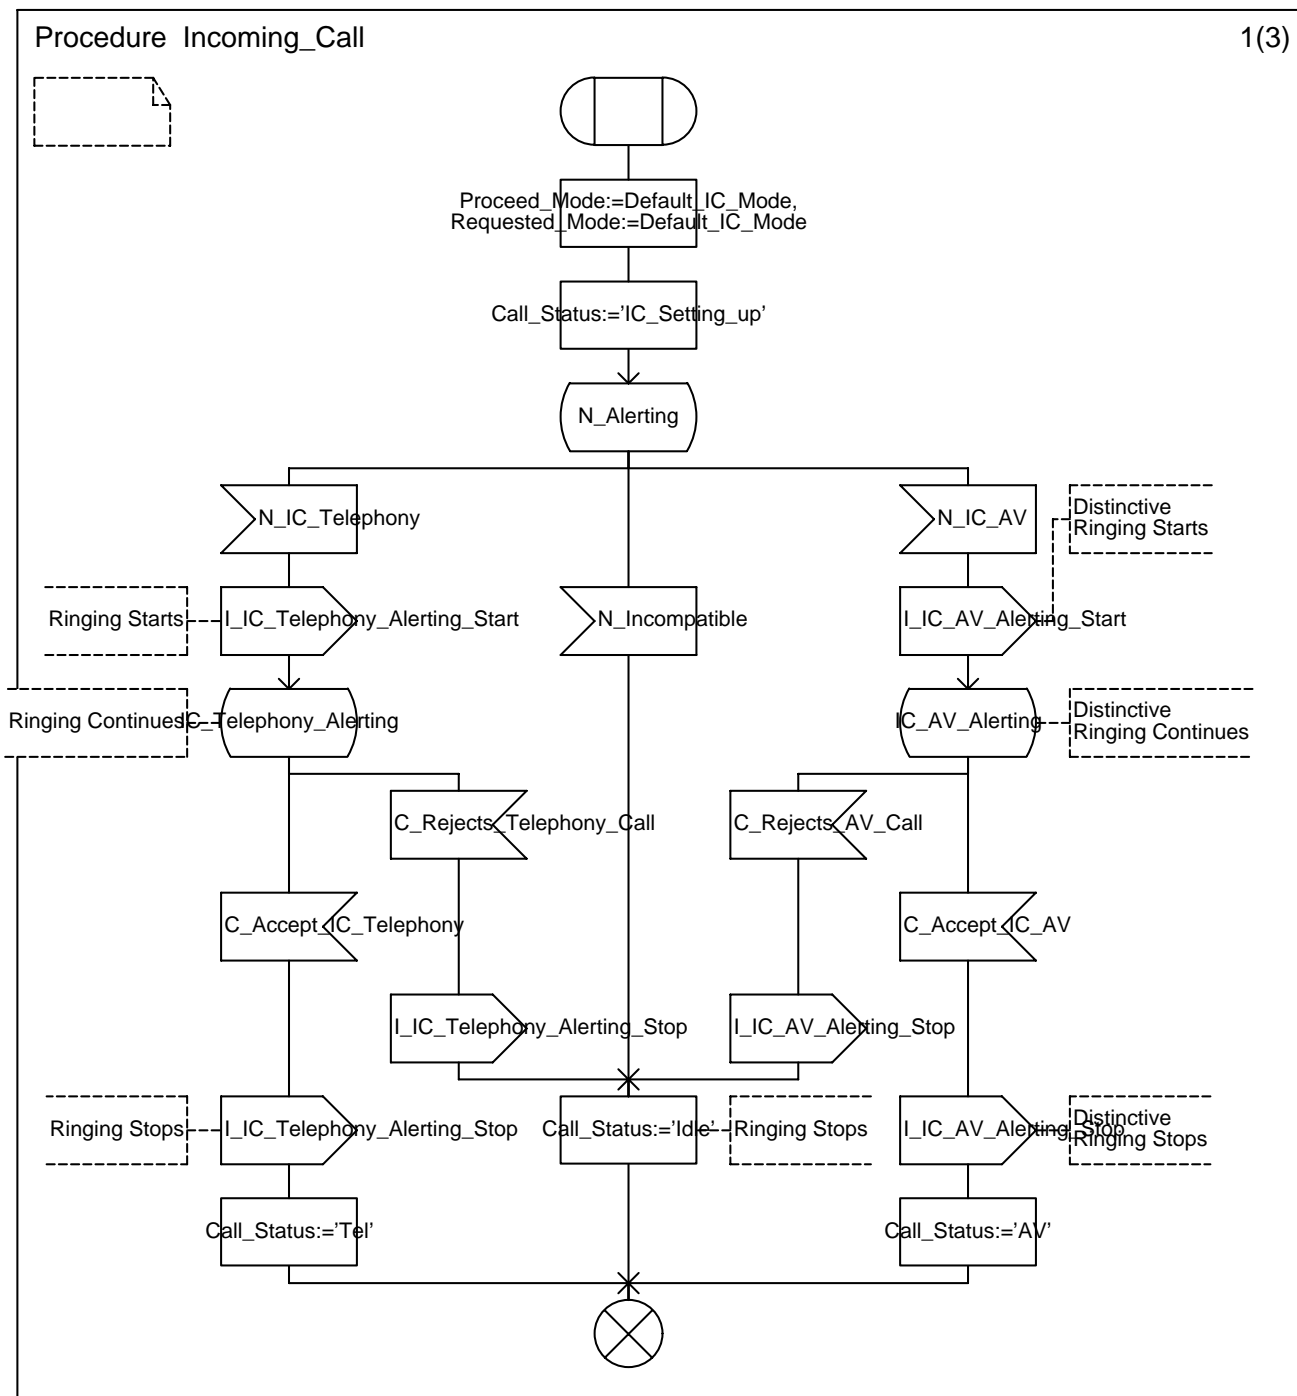 Procedure Incoming_Call
1(3)
Proceed_Mode:=Default_IC_Mode,
Requested_Mode:=Default_IC_Mode
Call_Status:='IC_Setting_up'
N_Alerting
N_IC_Telephony
N_IC_AV
Distinctive
Ringing Starts
Ringing Starts
I_IC_Telephony_Alerting_Start
N_Incompatible
I_IC_AV_Alerting_Start
Ringing Continues
IC_Telephony_Alerting
IC_AV_Alerting
Distinctive
Ringing Continues
C_Rejects_Telephony_Call
C_Rejects_AV_Call
C_Accept_IC_Telephony
C_Accept_IC_AV
I_IC_Telephony_Alerting_Stop
I_IC_AV_Alerting_Stop
Ringing Stops
I_IC_Telephony_Alerting_Stop
Call_Status:='Idle'
Ringing Stops
I_IC_AV_Alerting_Stop
Distinctive
Ringing Stops
Call_Status:='Tel'
Call_Status:='AV'